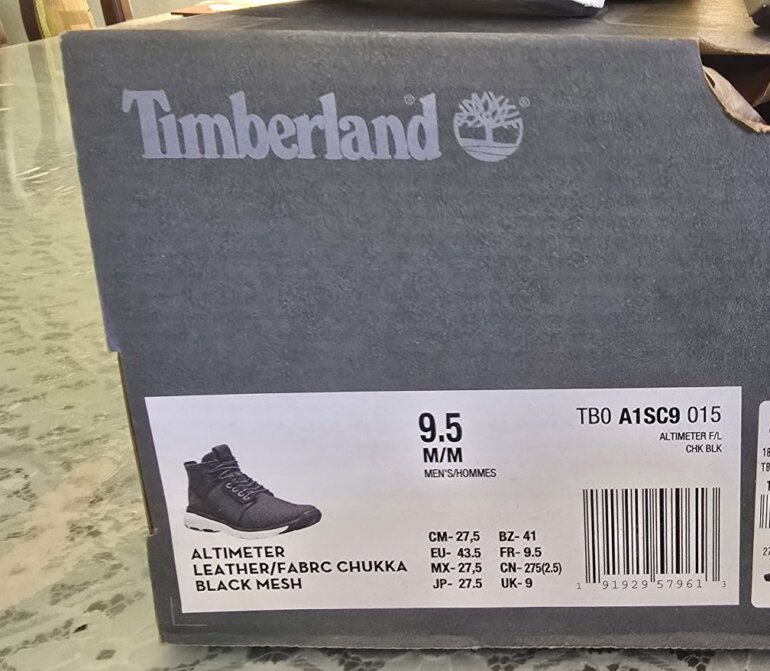 Timberland
9.5
M/M
MEN'S/HOMMES
TB0 A1SC9 015
ALTIMETER F/L
CHK BLK
ALTIMETER
LEATHER/FABRC CHUKKA
BLACK MESH
CM- 27,5 BZ- 41
EU- 43.5 FR- 9.5
MX- 27,5 CN- 275(2.5)
JP- 27.5 UK- 9
1 91929 57961 3